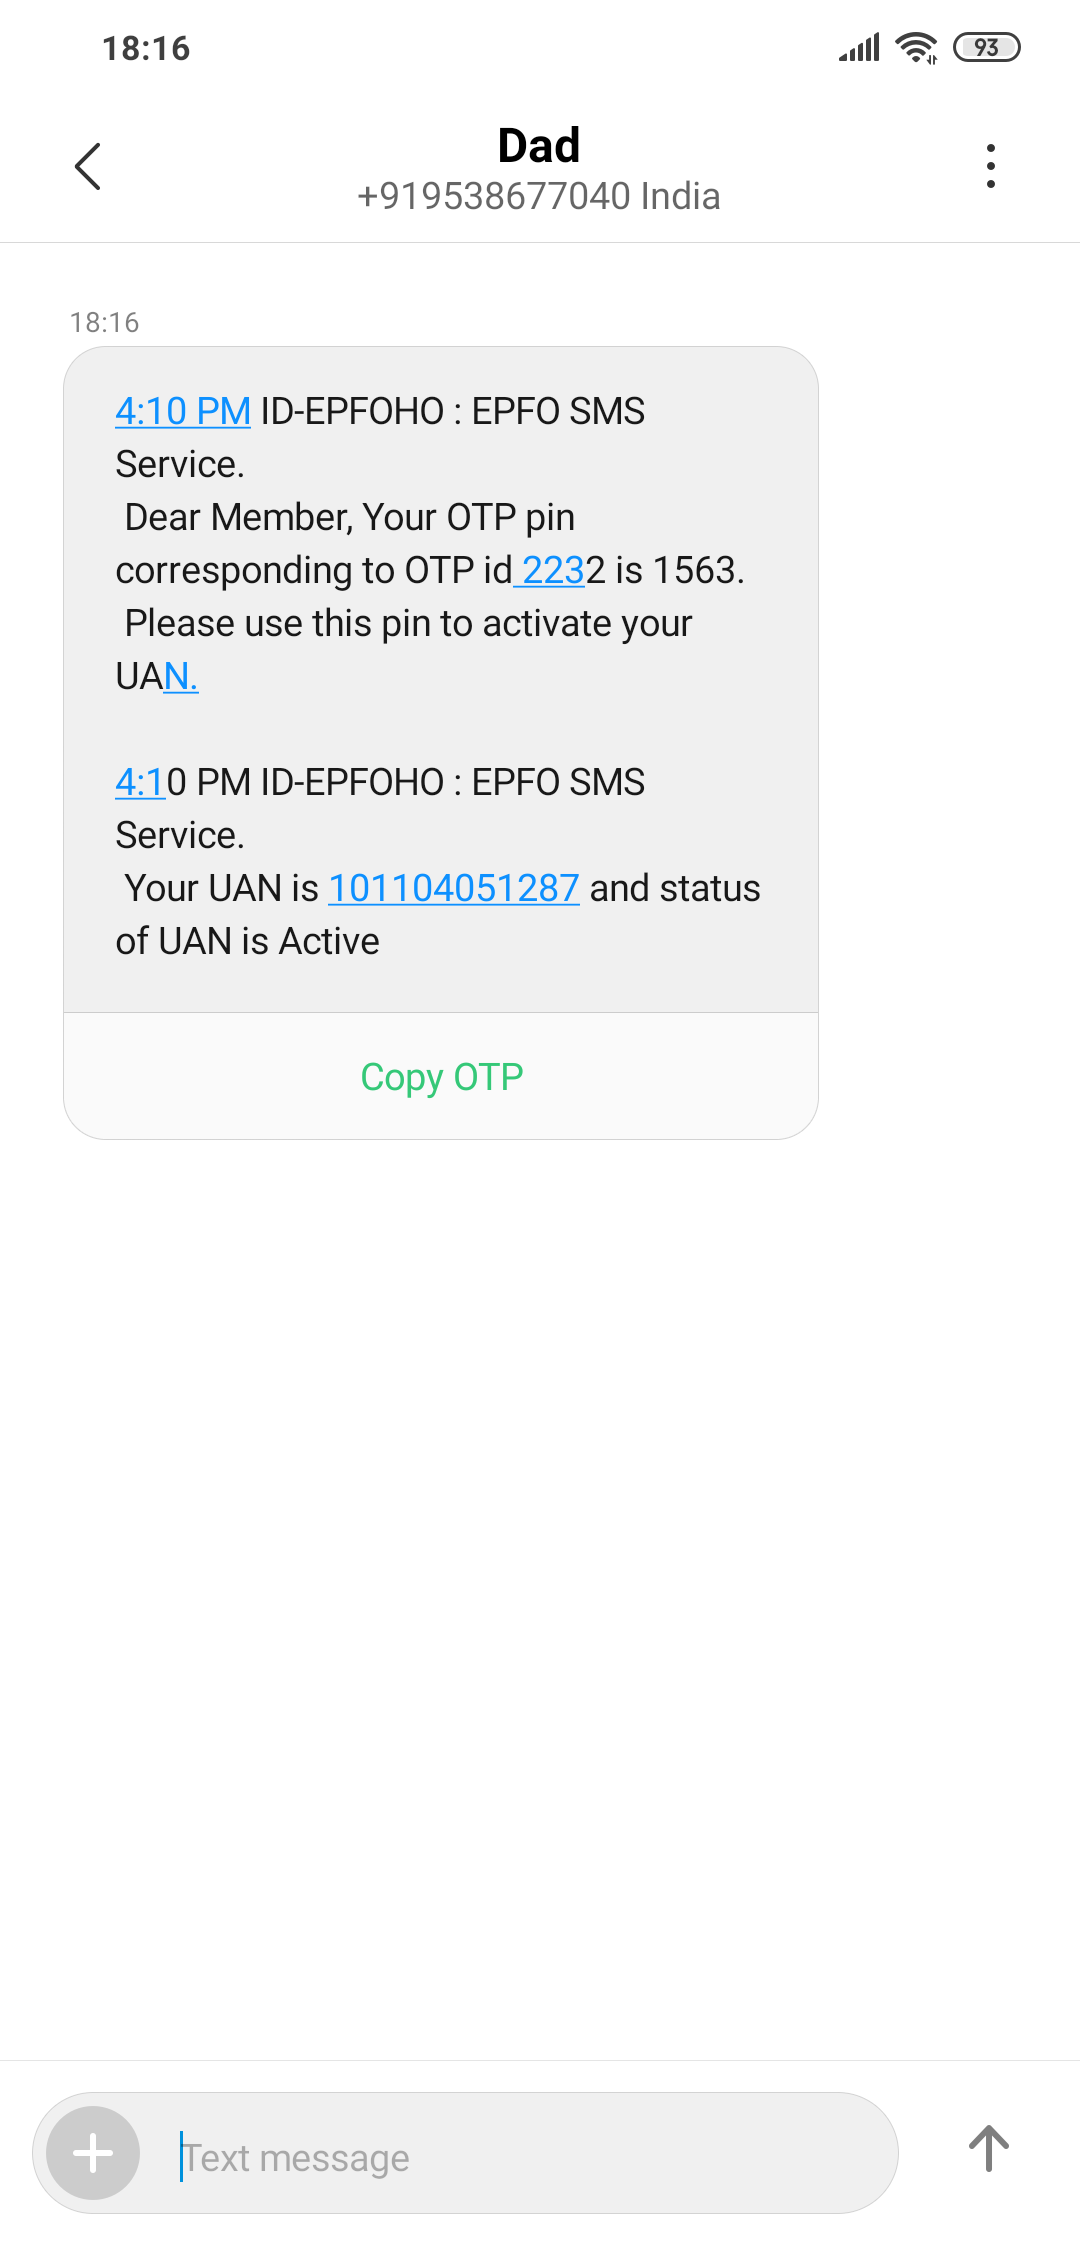 18:16
93
Dad
+919538677040 India
18:16
4:10 PM ID-EPFOHO : EPFO SMS
Service.
Dear Member, Your OTP pin
corresponding to OTP id 2232 is 1563.
Please use this pin to activate your
UAN.
4:10 PM ID-EPFOHO : EPFO SMS
Service.
Your UAN is 101104051287 and status
of UAN is Active
Copy OTP
Text message